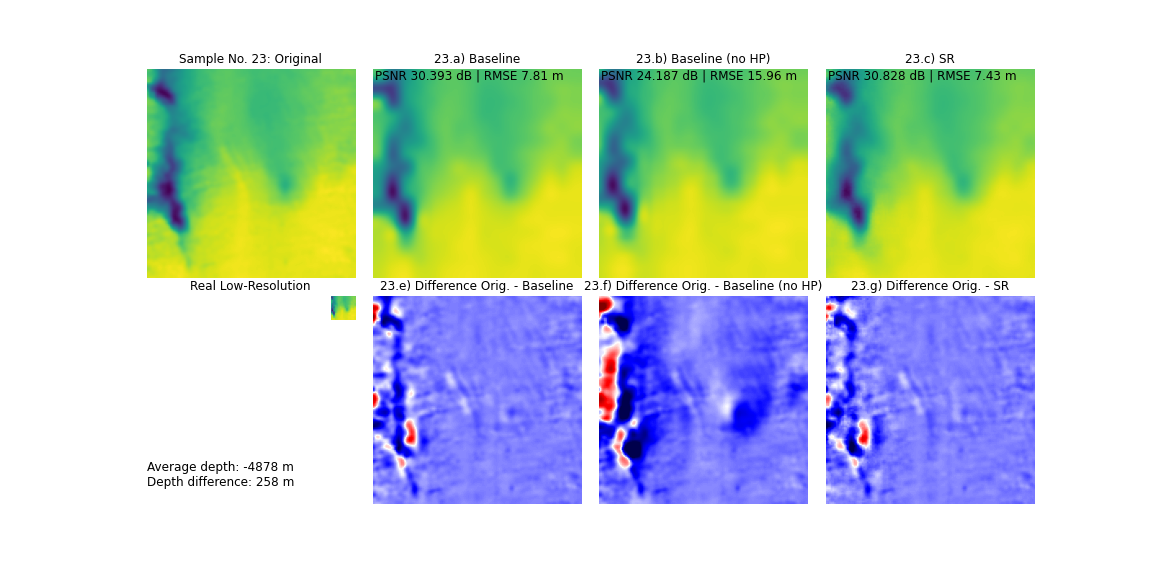 Sample No. 23: Original
23.a) Baseline
23.b) Baseline (no HP)
23.c) SR
PSNR 30.393 dB | RMSE 7.81 m
PSNR 24.187 dB | RMSE 15.96 m
PSNR 30.828 dB | RMSE 7.43 m
Real Low-Resolution
23.e) Difference Orig. - Baseline
23.f) Difference Orig. - Baseline (no HP)
23.g) Difference Orig. - SR
Average depth: -4878 m
Depth difference: 258 m